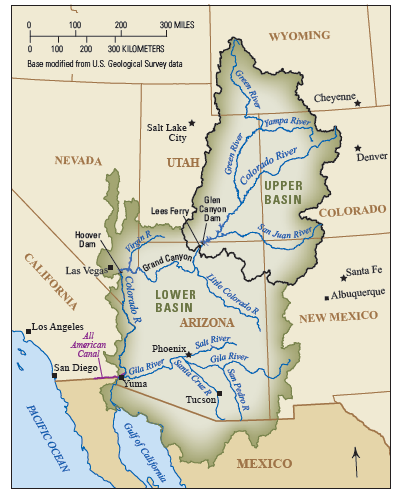 0 100 200 300 MILES
0 100 200 300 KILOMETERS
Base modified from U.S. Geological Survey data
WYOMING
Green River
Cheyenne
Yampa River
Salt Lake
City
Green River
Colorado River
Denver
NEVADA
UTAH
UPPER
BASIN
Glen
Canyon
Dam
Lees Ferry
COLORADO
San Juan River
Hoover
Dam
Virgin R
Grand Canyon
Las Vegas
Santa Fe
CALIFORNIA
Colorado R
Little Colorado R
Albuquerque
LOWER
BASIN
NEW MEXICO
ARIZONA
Los Angeles
All
American
Canal
Phoenix
Salt River
Gila River
San Diego
Gila River
Santa Cruz R
San Pedro R
Yuma
Tucson
PACIFIC OCEAN
Gulf of California
MEXICO